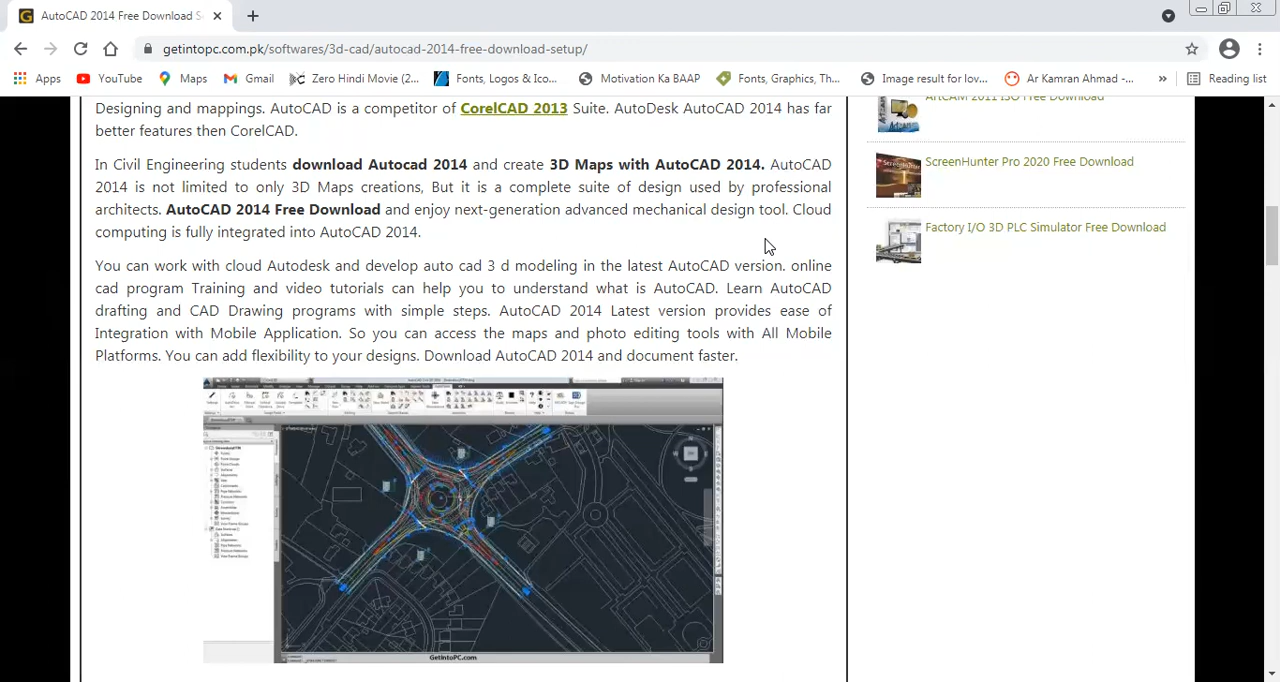 AutoCAD 2014 Free Download S
getintopc.com.pk/softwares/3d-cad/autocad-2014-free-download-setup/
Apps YouTube Maps Gmail Zero Hindi Movie (2... Fonts, Logos & Ico... Motivation Ka BAAP Fonts, Graphics, Th... Image result for lov... Ar Kamran Ahmad -... » Reading list
Designing and mappings. AutoCAD is a competitor of CorelCAD 2013 Suite. AutoDesk AutoCAD 2014 has far
better features then CorelCAD.
In Civil Engineering students download Autocad 2014 and create 3D Maps with AutoCAD 2014. AutoCAD
2014 is not limited to only 3D Maps creations, But it is a complete suite of design used by professional
architects. AutoCAD 2014 Free Download and enjoy next-generation advanced mechanical design tool. Cloud
computing is fully integrated into AutoCAD 2014.
You can work with cloud Autodesk and develop auto cad 3 d modeling in the latest AutoCAD version. online
cad program Training and video tutorials can help you to understand what is AutoCAD. Learn AutoCAD
drafting and CAD Drawing programs with simple steps. AutoCAD 2014 Latest version provides ease of
Integration with Mobile Application. So you can access the maps and photo editing tools with All Mobile
Platforms. You can add flexibility to your designs. Download AutoCAD 2014 and document faster.
GetintoPC.com
ArtCAM 2011 ISO Free Download
ScreenHunter Pro 2020 Free Download
Factory I/O 3D PLC Simulator Free Download